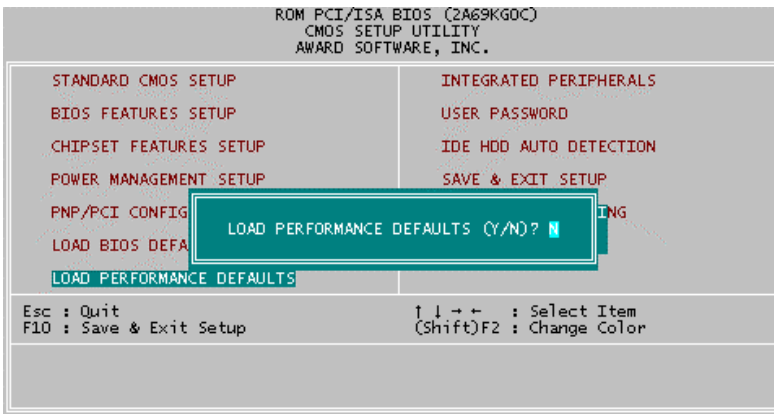 ROM PCI/ISA BIOS (2A69KGOC)
CMOS SETUP UTILITY
AWARD SOFTWARE, INC.
STANDARD CMOS SETUP
BIOS FEATURES SETUP
CHIPSET FEATURES SETUP
POWER MANAGEMENT SETUP
PNP/PCI CONFIG
LOAD BIOS DEFA
LOAD PERFORMANCE DEFAULTS
INTEGRATED PERIPHERALS
USER PASSWORD
IDE HDD AUTO DETECTION
SAVE & EXIT SETUP
ING
LOAD PERFORMANCE DEFAULTS (Y/N)? N
Esc : Quit
F10 : Save & Exit Setup
↑ ↓ → ← : Select Item
(Shift)F2 : Change Color